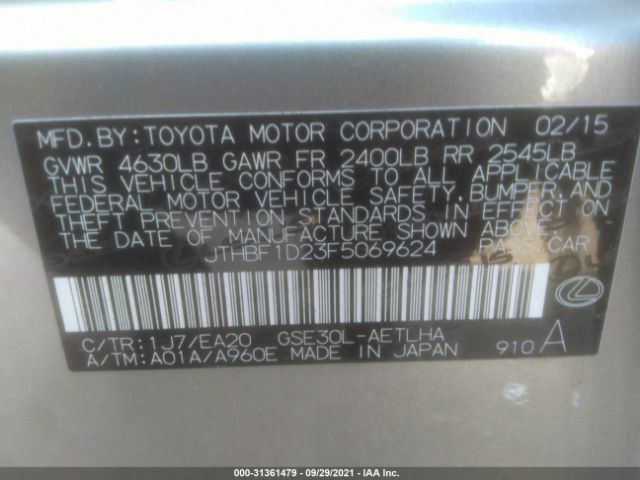 MFD.BY:TOYOTA MOTOR CORPORATION 02/15
GVWR 4630LB GAWR FR 2400LB RR 2545LB
THIS VEHICLE CONFORMS TO ALL APPLICABLE
FEDERAL MOTOR VEHICLE SAFETY, BUMPER, AND
THEFT PREVENTION STANDARDS IN EFFECT ON
THE DATE OF MANUFACTURE SHOWN ABOVE.
JTHBF1D23F5069624 PASS.CAR
C/TR:1J7/EA20 GSE30L-AETLHA
A/TM:A01A/A960E MADE IN JAPAN 910A
000-31361479 - 09/29/2021 - IAA Inc.